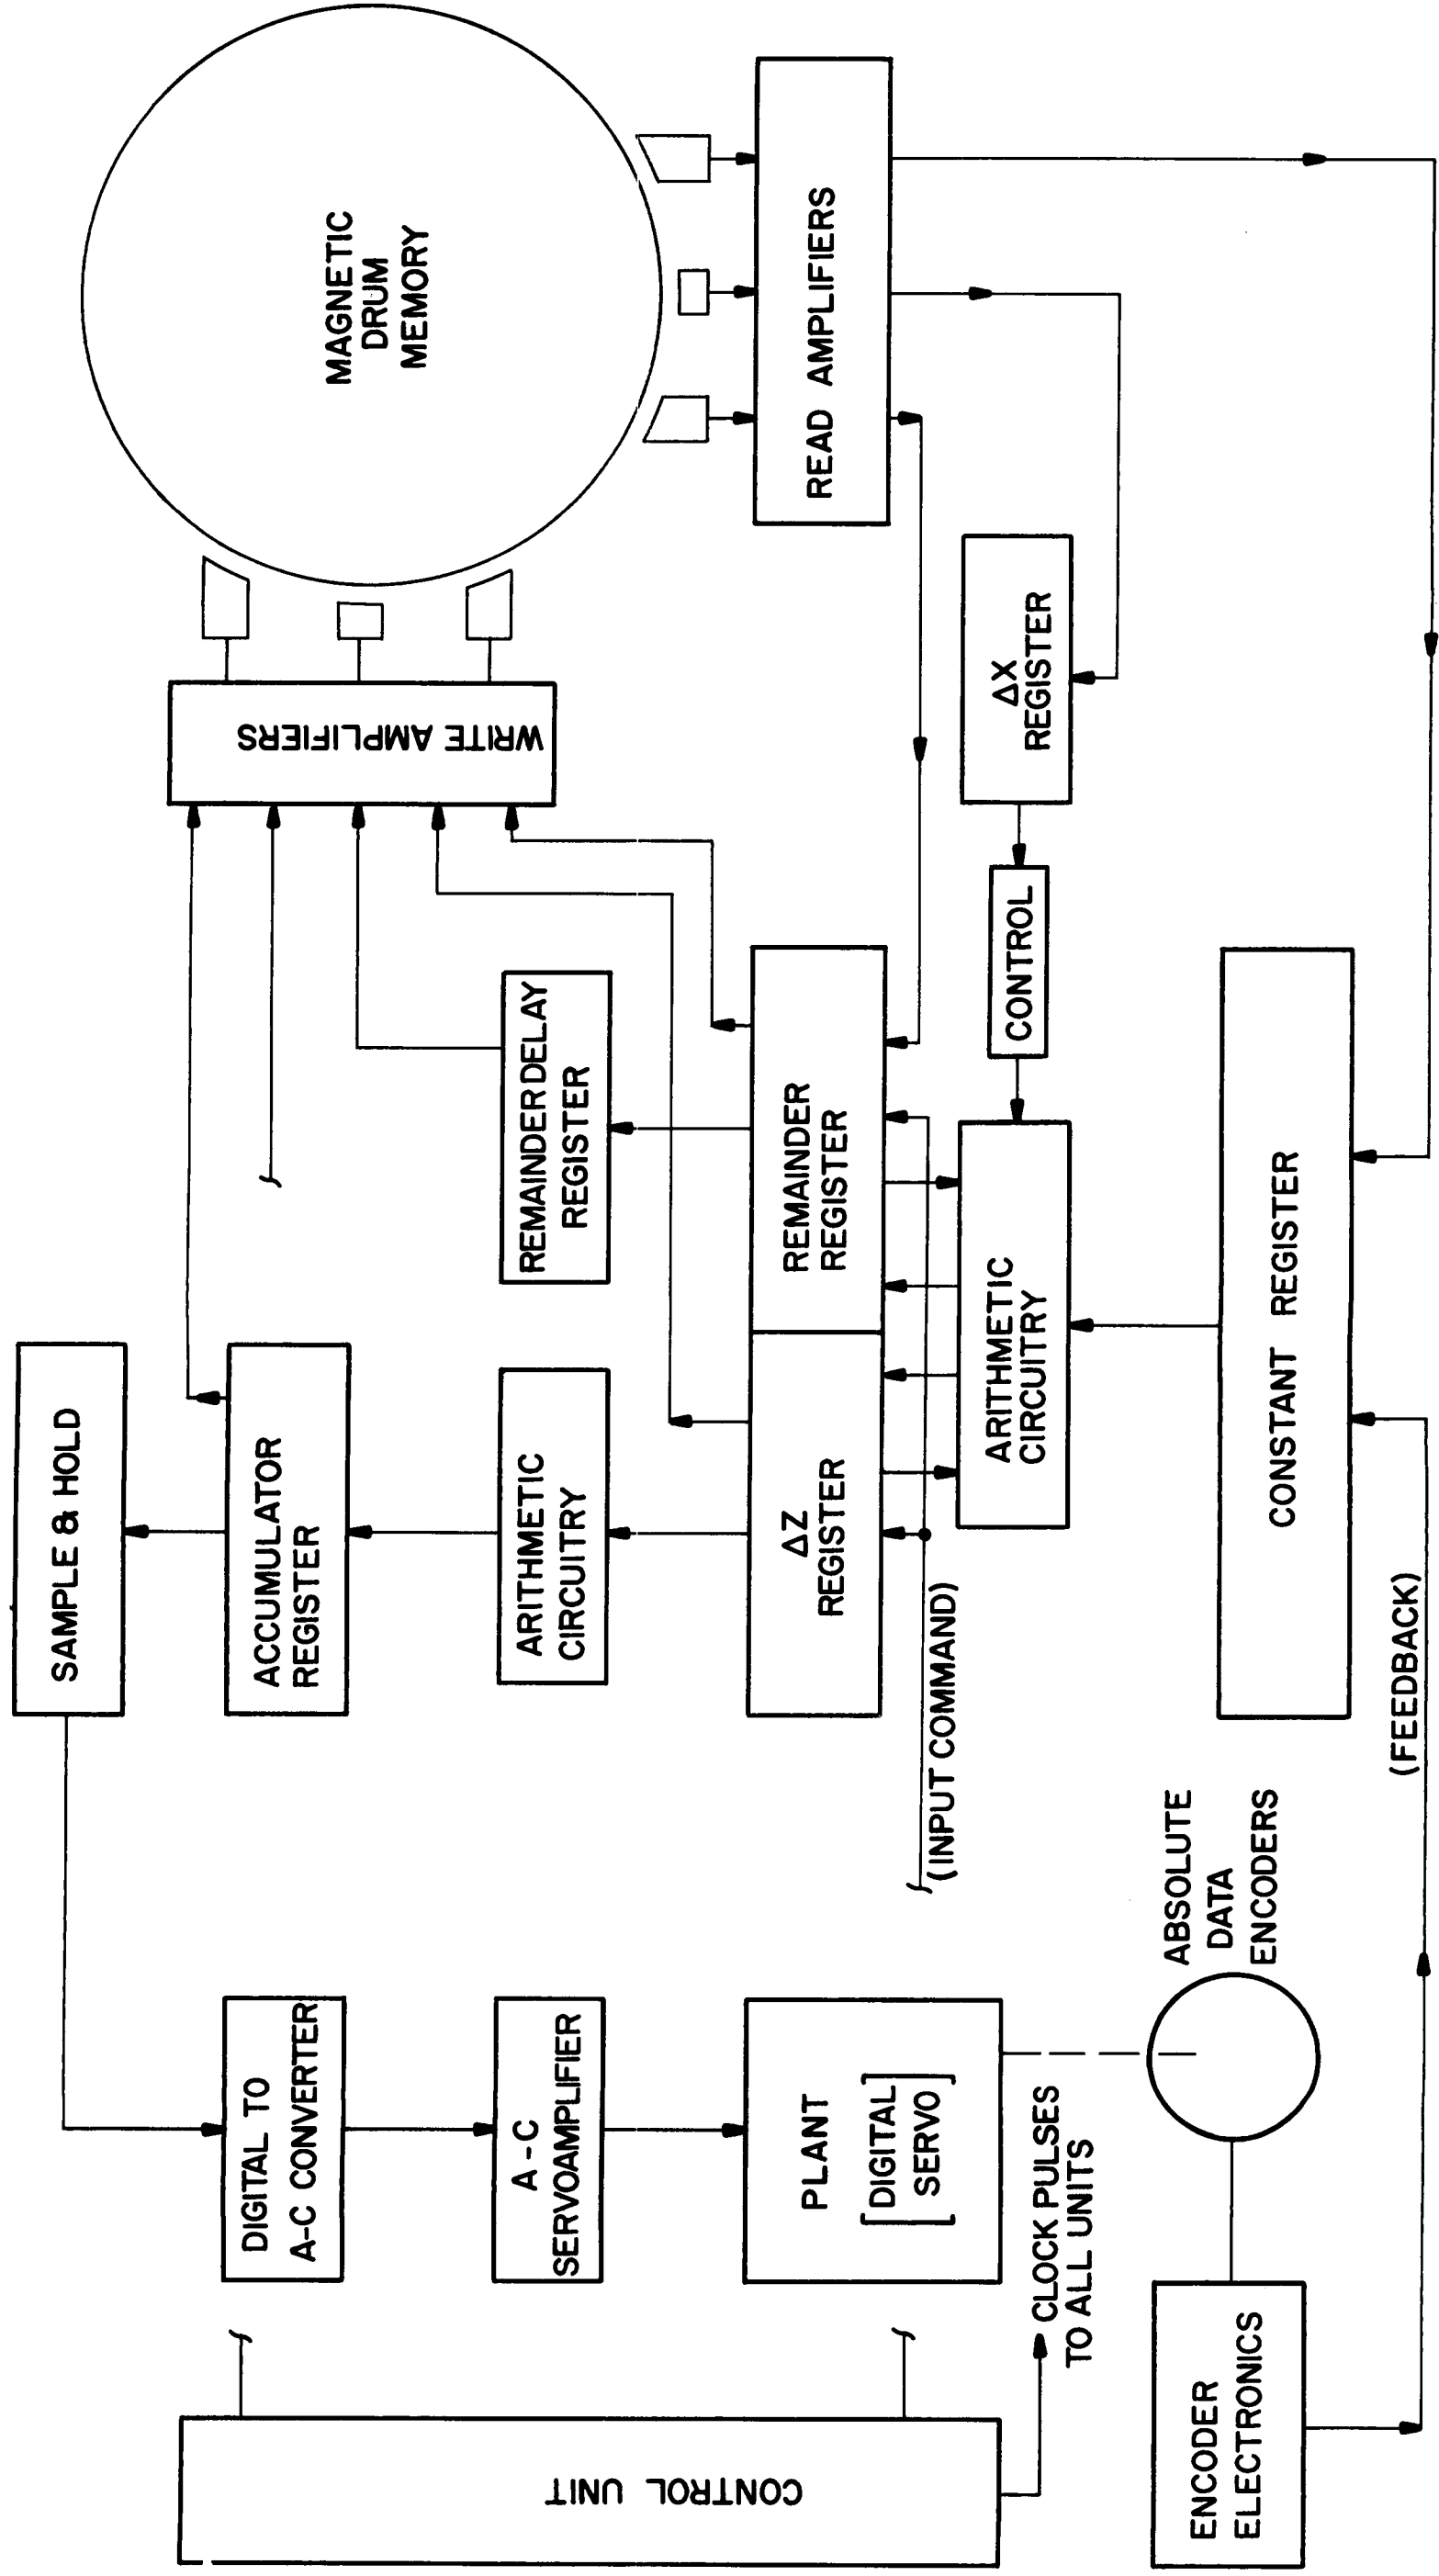 SAMPLE & HOLD
MAGNETIC
DRUM
MEMORY
CONTROL UNIT
DIGITAL TO
A-C CONVERTER
ACCUMULATOR
REGISTER
WRITE AMPLIFIERS
A-C
SERVOAMPLIFIER
ARITHMETIC
CIRCUITRY
REMAINDER DELAY
REGISTER
PLANT
[DIGITAL
SERVO]
ΔZ
REGISTER
REMAINDER
REGISTER
READ AMPLIFIERS
(INPUT COMMAND)
CLOCK PULSES
TO ALL UNITS
ARITHMETIC
CIRCUITRY
CONTROL
ΔX
REGISTER
ABSOLUTE
DATA
ENCODERS
ENCODER
ELECTRONICS
CONSTANT REGISTER
(FEEDBACK)